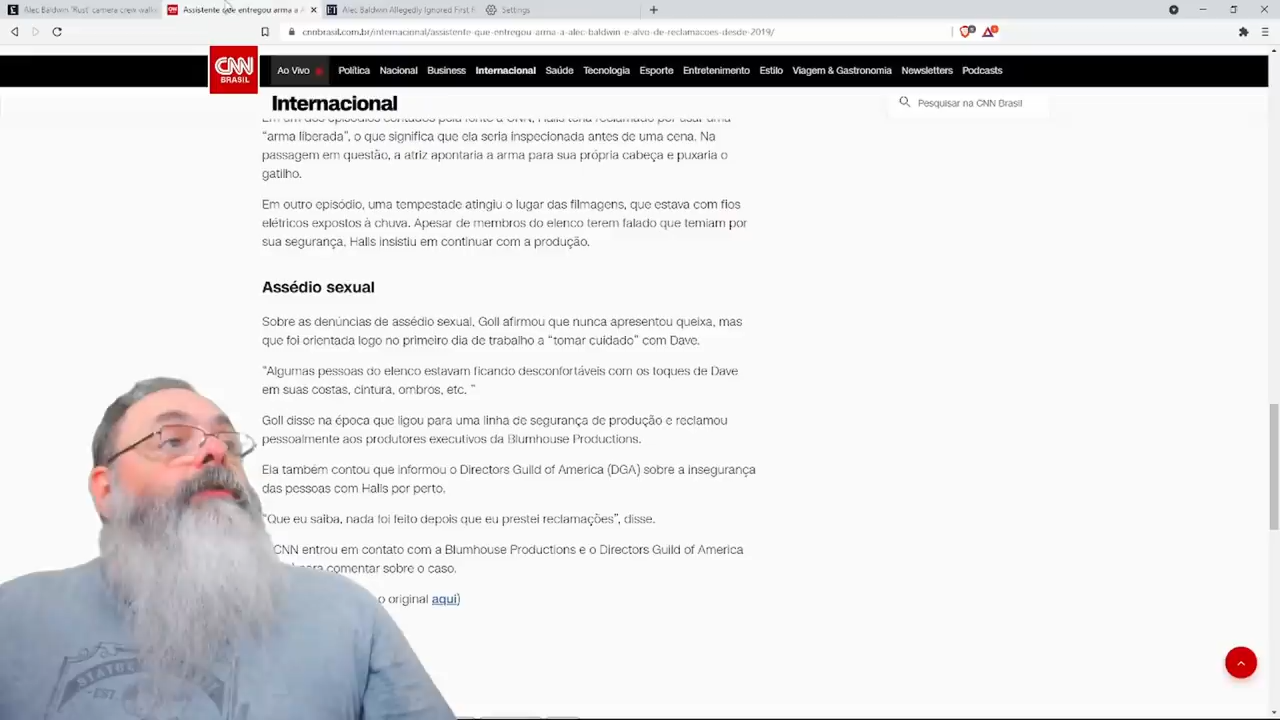 Alec Baldwin 'Rust' camera crew walk
Assistente que entregou arma a A
Alec Baldwin Allegedly Ignored First F
Settings
cnnbrasil.com.br/internacional/assistente-que-entregou-arma-a-alec-baldwin-e-alvo-de-reclamacoes-desde-2019/
CNN
BRASIL
Ao Vivo
Política
Nacional
Business
Internacional
Saúde
Tecnologia
Esporte
Entretenimento
Estilo
Viagem & Gastronomia
Newsletters
Podcasts
Internacional
Pesquisar na CNN Brasil
Em um dos episódios contados pela fonte à CNN, Halls teria reclamado por usar uma
“arma liberada”, o que significa que ela seria inspecionada antes de uma cena. Na
passagem em questão, a atriz apontaria a arma para sua própria cabeça e puxaria o
gatilho.
Em outro episódio, uma tempestade atingiu o lugar das filmagens, que estava com fios
elétricos expostos à chuva. Apesar de membros do elenco terem falado que temiam por
sua segurança, Halls insistiu em continuar com a produção.
Assédio sexual
Sobre as denúncias de assédio sexual, Goll afirmou que nunca apresentou queixa, mas
que foi orientada logo no primeiro dia de trabalho a “tomar cuidado” com Dave.
“Algumas pessoas do elenco estavam ficando desconfortáveis com os toques de Dave
em suas costas, cintura, ombros, etc. ”
Goll disse na época que ligou para uma linha de segurança de produção e reclamou
pessoalmente aos produtores executivos da Blumhouse Productions.
Ela também contou que informou o Directors Guild of America (DGA) sobre a insegurança
das pessoas com Halls por perto.
“Que eu saiba, nada foi feito depois que eu prestei reclamações”, disse.
CNN entrou em contato com a Blumhouse Productions e o Directors Guild of America
para comentar sobre o caso.
o original aqui)